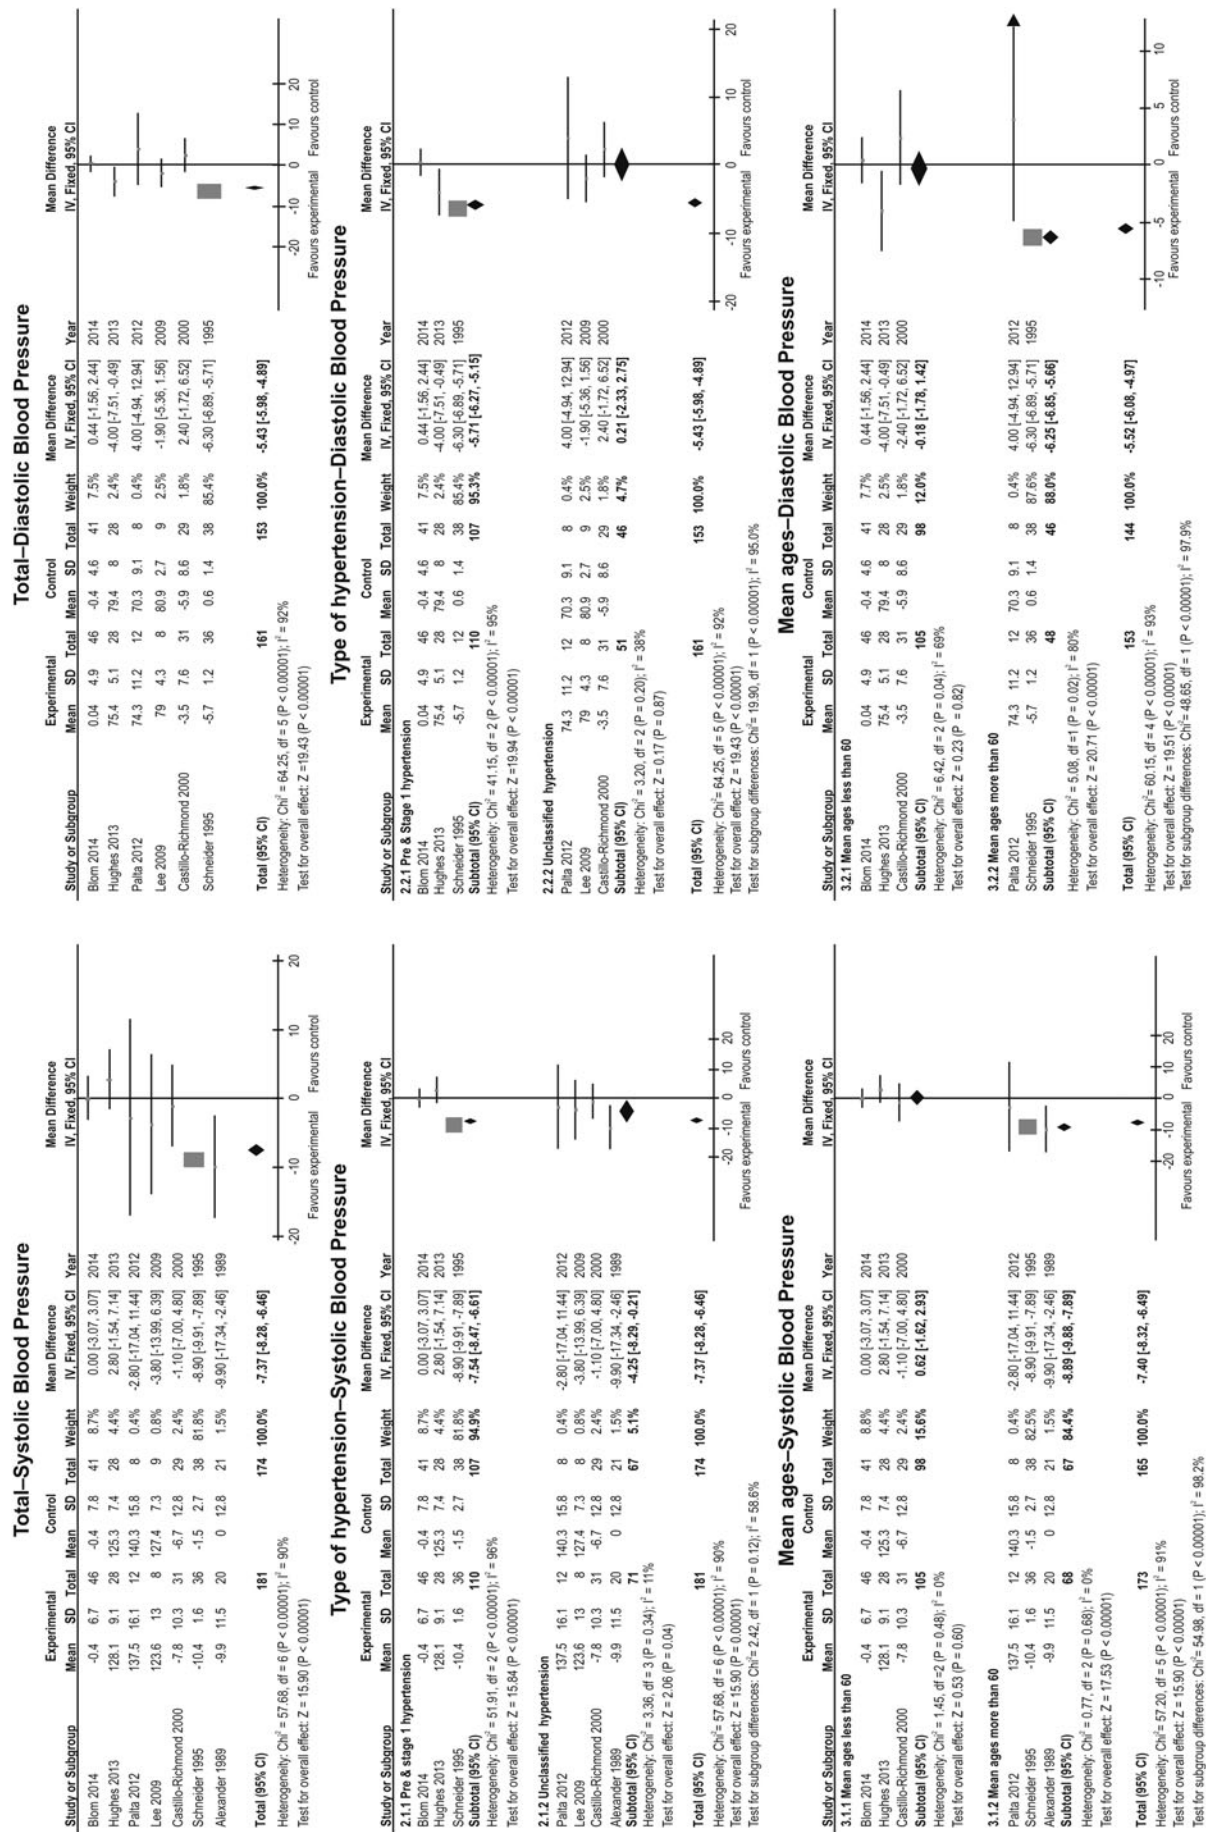 Total–Systolic Blood Pressure
Experimental Control Mean Difference Mean Difference
Study or Subgroup Mean SD Total Mean SD Total Weight IV, Fixed, 95% CI Year IV, Fixed, 95% CI
Blom 2014 -0.4 6.7 46 -0.4 7.8 41 8.7% 0.00 [-3.07, 3.07] 2014
Hughes 2013 128.1 9.1 28 125.3 7.4 28 4.4% 2.80 [-1.54, 7.14] 2013
Palta 2012 137.5 16.1 12 140.3 15.8 8 0.4% -2.80 [-17.04, 11.44] 2012
Lee 2009 123.6 13 8 127.4 7.3 9 0.8% -3.80 [-13.99, 6.39] 2009
Castillo-Richmond 2000 -7.8 10.3 31 -6.7 12.8 29 2.4% -1.10 [-7.00, 4.80] 2000
Schneider 1995 -10.4 1.6 36 -1.5 2.7 38 81.8% -8.90 [-9.91, -7.89] 1995
Alexander 1989 -9.9 11.5 20 0 12.8 21 1.5% -9.90 [-17.34, -2.46] 1989
Total (95% CI) 181 174 100.0% -7.37 [-8.28, -6.46]
Heterogeneity: Chi² = 57.68, df = 6 (P < 0.00001); I² = 90%
Test for overall effect: Z = 15.90 (P < 0.00001)
-20 -10 0 10 20
Favours experimental Favours control
Total–Diastolic Blood Pressure
Experimental Control Mean Difference Mean Difference
Study or Subgroup Mean SD Total Mean SD Total Weight IV, Fixed, 95% CI Year IV, Fixed, 95% CI
Blom 2014 0.04 4.9 46 -0.4 4.6 41 7.5% 0.44 [-1.56, 2.44] 2014
Hughes 2013 75.4 5.1 28 79.4 8 28 2.4% -4.00 [-7.51, -0.49] 2013
Palta 2012 74.3 11.2 12 70.3 9.1 8 0.4% 4.00 [-4.94, 12.94] 2012
Lee 2009 79 4.3 8 80.9 2.7 9 2.5% -1.90 [-5.36, 1.56] 2009
Castillo-Richmond 2000 -3.5 7.6 31 -5.9 8.6 29 1.8% 2.40 [-1.72, 6.52] 2000
Schneider 1995 -5.7 1.2 36 0.6 1.4 38 85.4% -6.30 [-6.89, -5.71] 1995
Total (95% CI) 161 153 100.0% -5.43 [-5.98, -4.89]
Heterogeneity: Chi² = 64.25, df = 5 (P < 0.00001); I² = 92%
Test for overall effect: Z =19.43 (P < 0.00001)
-20 -10 0 10 20
Favours experimental Favours control
Type of hypertension–Systolic Blood Pressure
Experimental Control Mean Difference Mean Difference
Study or Subgroup Mean SD Total Mean SD Total Weight IV, Fixed, 95% CI Year IV, Fixed, 95% CI
2.1.1 Pre & stage 1 hypertension
Blom 2014 -0.4 6.7 46 -0.4 7.8 41 8.7% 0.00 [-3.07, 3.07] 2014
Hughes 2013 128.1 9.1 28 125.3 7.4 28 4.4% 2.80 [-1.54, 7.14] 2013
Schneider 1995 -10.4 1.6 36 -1.5 2.7 38 81.8% -8.90 [-9.91, -7.89] 1995
Subtotal (95% CI) 110 107 94.9% -7.54 [-8.47, -6.61]
Heterogeneity: Chi² = 51.91, df = 2 (P < 0.00001); I² = 96%
Test for overall effect: Z = 15.84 (P < 0.00001)
2.1.2 Unclassified hypertension
Palta 2012 137.5 16.1 12 140.3 15.8 8 0.4% -2.80 [-17.04, 11.44] 2012
Lee 2009 123.6 13 8 127.4 7.3 9 0.8% -3.80 [-13.99, 6.39] 2009
Castillo-Richmond 2000 -7.8 10.3 31 -6.7 12.8 29 2.4% -1.10 [-7.00, 4.80] 2000
Alexander 1989 -9.9 11.5 20 0 12.8 21 1.5% -9.90 [-17.34, -2.46] 1989
Subtotal (95% CI) 71 67 5.1% -4.25 [-8.29, -0.21]
Heterogeneity: Chi² = 3.36, df = 3 (P = 0.34); I² = 11%
Test for overall effect: Z = 2.06 (P = 0.04)
Total (95% CI) 181 174 100.0% -7.37 [-8.28, -6.46]
Heterogeneity: Chi² = 57.68, df = 6 (P < 0.00001); I² = 90%
Test for overall effect: Z = 15.90 (P = 0.00001)
Test for subgroup differences: Chi² = 2.42, df = 1 (P = 0.12); I² = 58.6%
-20 -10 0 10 20
Favours experimental Favours control
Type of hypertension–Diastolic Blood Pressure
Experimental Control Mean Difference Mean Difference
Study or Subgroup Mean SD Total Mean SD Total Weight IV, Fixed, 95% CI Year IV, Fixed, 95% CI
2.2.1 Pre & Stage 1 hypertension
Blom 2014 0.04 4.9 46 -0.4 4.6 41 7.5% 0.44 [-1.56, 2.44] 2014
Hughes 2013 75.4 5.1 28 79.4 8 28 2.4% -4.00 [-7.51, -0.49] 2013
Schneider 1995 -5.7 1.2 12 0.6 1.4 38 85.4% -6.30 [-6.89, -5.71] 1995
Subtotal (95% CI) 110 107 95.3% -5.71 [-6.27, -5.15]
Heterogeneity: Chi² = 41.15, df = 2 (P < 0.00001); I² = 95%
Test for overall effect: Z =19.94 (P < 0.00001)
2.2.2 Unclassified hypertension
Palta 2012 74.3 11.2 12 70.3 9.1 8 0.4% 4.00 [-4.94, 12.94] 2012
Lee 2009 79 4.3 8 80.9 2.7 9 2.5% -1.90 [-5.36, 1.56] 2009
Castillo-Richmond 2000 -3.5 7.6 31 -5.9 8.6 29 1.8% 2.40 [-1.72, 6.52] 2000
Subtotal (95% CI) 51 46 4.7% 0.21 [-2.33, 2.75]
Heterogeneity: Chi² = 3.20, df = 2 (P = 0.20); I² = 38%
Test for overall effect: Z = 0.17 (P = 0.87)
Total (95% CI) 161 153 100.0% -5.43 [-5.98, -4.89]
Heterogeneity: Chi² = 64.25, df = 5 (P < 0.00001); I² = 92%
Test for overall effect: Z = 19.43 (P < 0.00001)
Test for subgroup differences: Chi² = 19.90, df = 1 (P < 0.00001); I² = 95.0%
-20 -10 0 10 20
Favours experimental Favours control
Mean ages–Systolic Blood Pressure
Experimental Control Mean Difference Mean Difference
Study or Subgroup Mean SD Total Mean SD Total Weight IV, Fixed, 95% CI Year IV, Fixed, 95% CI
3.1.1 Mean ages less than 60
Blom 2014 -0.4 6.7 46 -0.4 7.8 41 8.8% 0.00 [-3.07, 3.07] 2014
Hughes 2013 128.1 9.1 28 125.3 7.4 28 4.4% 2.80 [-1.54, 7.14] 2013
Castillo-Richmond 2000 -7.8 10.3 31 -6.7 12.8 29 2.4% -1.10 [-7.00, 4.80] 2000
Subtotal (95% CI) 105 98 15.6% 0.62 [-1.62, 2.93]
Heterogeneity: Chi² = 1.45, df =2 (P = 0.48); I² = 0%
Test for overall effect: Z = 0.53 (P = 0.60)
3.1.2 Mean ages more than 60
Palta 2012 137.5 16.1 12 140.3 15.8 8 0.4% -2.80 [-17.04, 11.44] 2012
Schneider 1995 -10.4 1.6 36 -1.5 2.7 38 82.5% -8.90 [-9.91, -7.89] 1995
Alexander 1989 -9.9 11.5 20 0 12.8 21 1.5% -9.90 [-17.34, -2.46] 1989
Subtotal (95% CI) 68 67 84.4% -8.89 [-9.88, -7.89]
Heterogeneity: Chi² = 0.77, df = 2 (P = 0.68); I² = 0%
Test for overall effect: Z = 17.53 (P < 0.00001)
Total (95% CI) 173 165 100.0% -7.40 [-8.32, -6.49]
Heterogeneity: Chi² = 57.20, df = 5 (P < 0.00001); I² = 91%
Test for overall effect: Z = 15.90 (P < 0.00001)
Test for subgroup differences: Chi² = 54.98, df = 1 (P < 0.00001); I² = 98.2%
-20 -10 0 10 20
Favours experimental Favours control
Mean ages–Diastolic Blood Pressure
Experimental Control Mean Difference Mean Difference
Study or Subgroup Mean SD Total Mean SD Total Weight IV, Fixed, 95% CI Year IV, Fixed, 95% CI
3.2.1 Mean ages less than 60
Blom 2014 0.04 4.9 46 -0.4 4.6 41 7.7% 0.44 [-1.56, 2.44] 2014
Hughes 2013 75.4 5.1 28 79.4 8 28 2.5% -4.00 [-7.51, -0.49] 2013
Castillo-Richmond 2000 -3.5 7.6 31 -5.9 8.6 29 1.8% -2.40 [-1.72, 6.52] 2000
Subtotal (95% CI) 105 98 12.0% -0.18 [-1.78, 1.42]
Heterogeneity: Chi² = 6.42, df = 2 (P = 0.04); I² = 69%
Test for overall effect: Z = 0.23 (P = 0.82)
3.2.2 Mean ages more than 60
Palta 2012 74.3 11.2 12 70.3 9.1 8 0.4% 4.00 [-4.94, 12.94] 2012
Schneider 1995 -5.7 1.2 36 0.6 1.4 38 87.6% -6.30 [-6.89, -5.71] 1995
Subtotal (95% CI) 48 46 88.0% -6.25 [-6.85, -5.66]
Heterogeneity: Chi² = 5.08, df =1 (P = 0.02); I² = 80%
Test for overall effect: Z = 20.71 (P < 0.00001)
Total (95% CI) 153 144 100.0% -5.52 [-6.08, -4.97]
Heterogeneity: Chi² = 60.15, df = 4 (P < 0.00001); I² = 93%
Test for overall effect: Z = 19.51 (P < 0.00001)
Test for subgroup differences: Chi² = 48.65, df = 1 (P < 0.00001); I² = 97.9%
-10 -5 0 5 10
Favours experimental Favours control